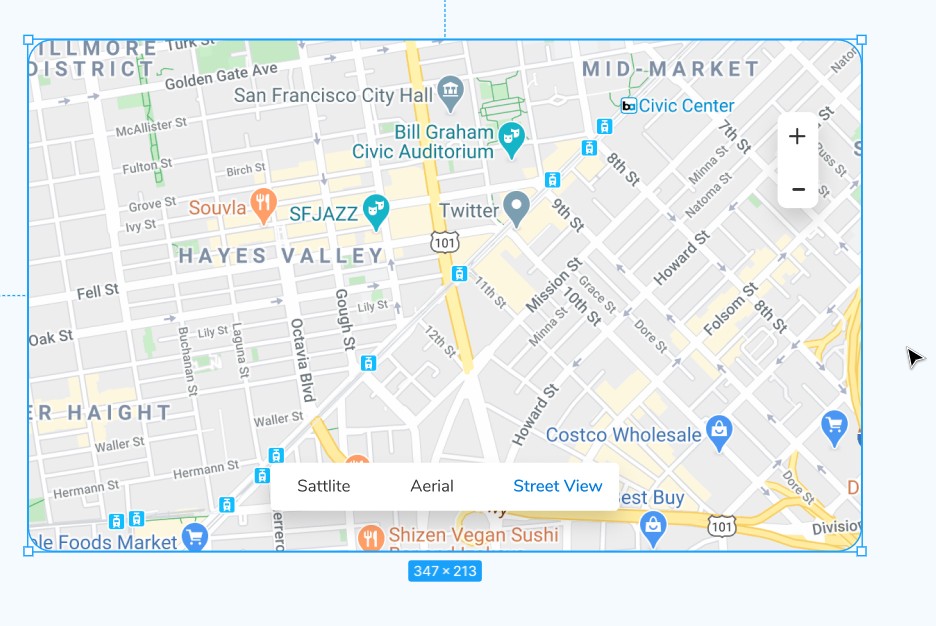 ILLMORE
DISTRICT
Turk St
Golden Gate Ave
MID-MARKET
San Francisco City Hall
Civic Center
McAllister St
Bill Graham
Civic Auditorium
7th St
St
Fulton St
Birch St
8th St
Minna St
Natoma St
Russ St
Grove St
Ivy St
Souvla
SFJAZZ
Twitter
9th St
HAYES VALLEY
101
Howard St
Fell St
11th St
Mission St
10th St
Grace St
Minna St
Folsom St
8th St
Oak St
Gough St
Lily St
Lily St
Octavia Blvd
Laguna St
Buchanan St
12th St
Dore St
ER HAIGHT
Waller St
Waller St
Howard St
Costco Wholesale
Hermann St
Hermann St
Sattlite
Aerial
Street View
est Buy
Dore St
D
101
Division
le Foods Market
Shizen Vegan Sushi
347 × 213